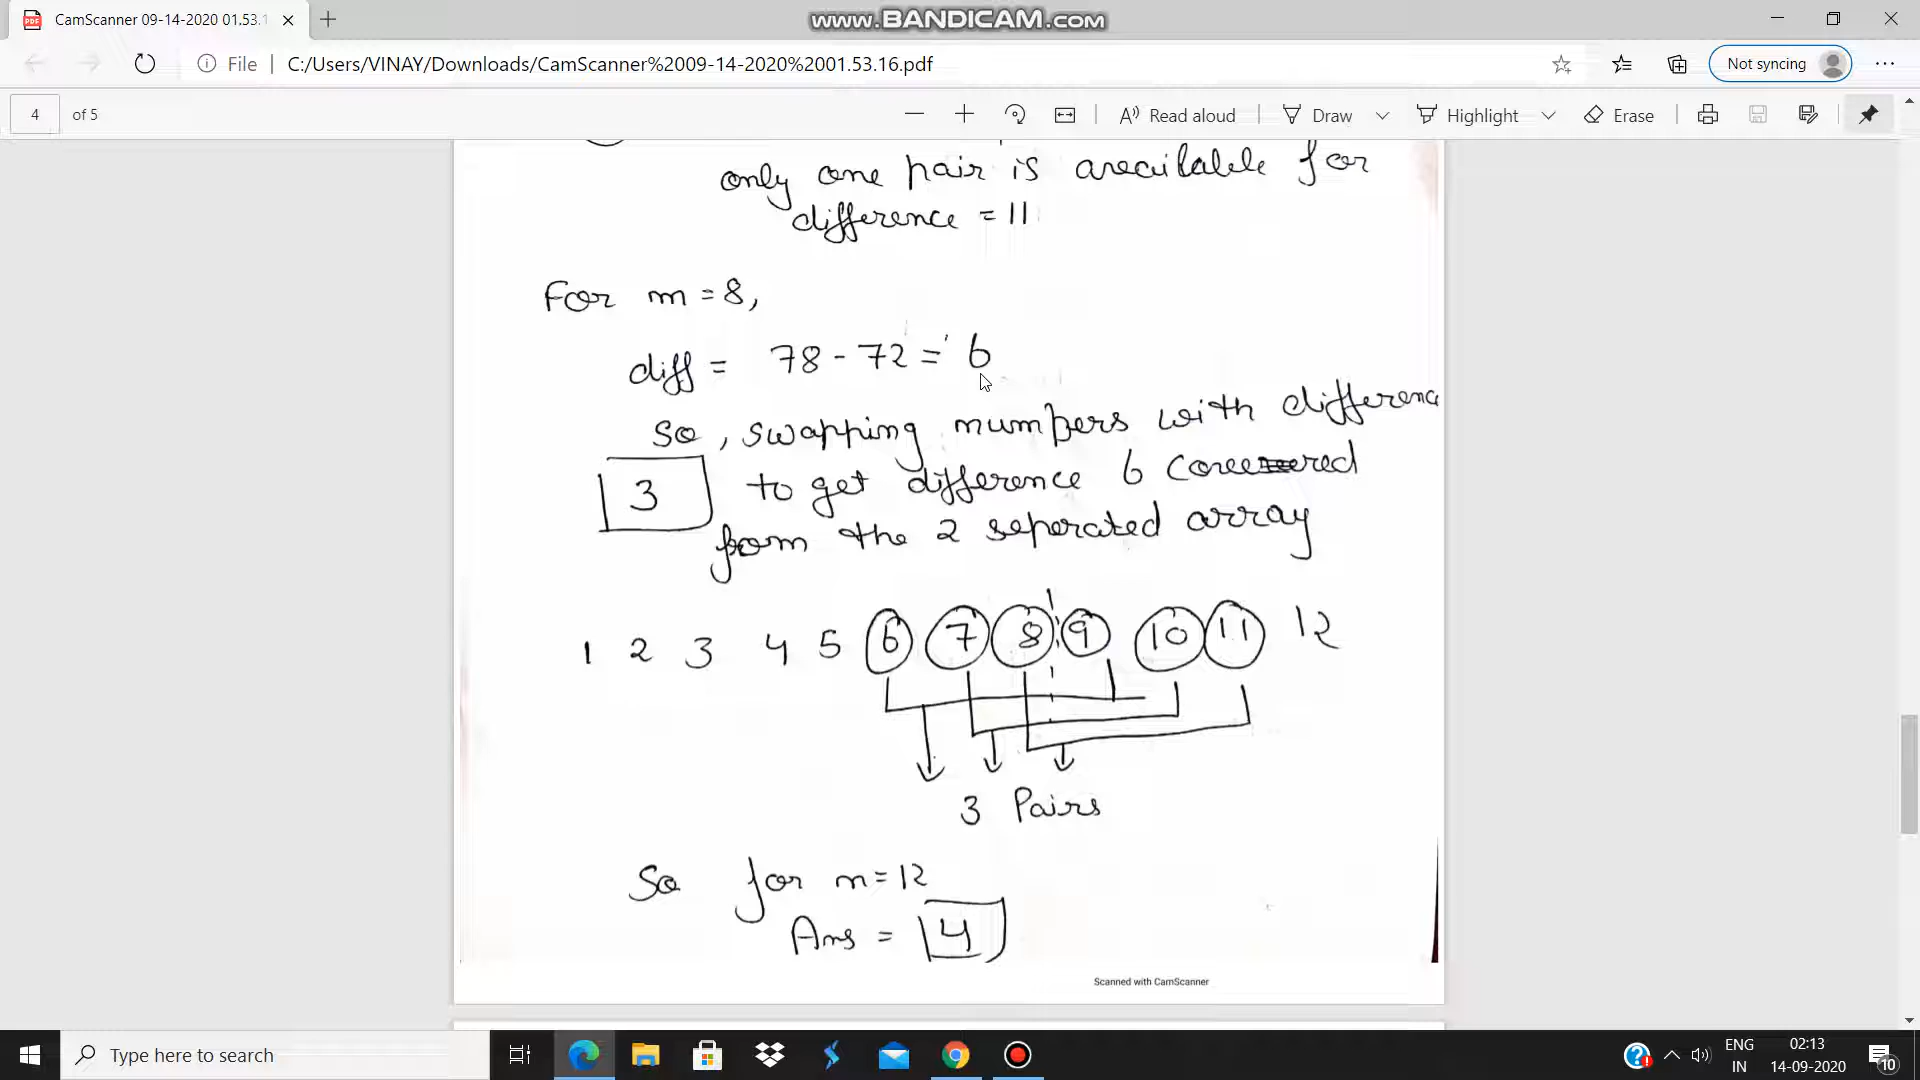 CamScanner 09-14-2020 01.53.1
www.BANDICAM.com
File
C:/Users/VINAY/Downloads/CamScanner%2009-14-2020%2001.53.16.pdf
Not syncing
4 of 5
Read aloud
Draw
Highlight
Erase
only one pair is available for
difference = 11
For n = 8,
diff = 78 - 72 = 6
So, swapping numbers with differenc
3 to get difference 6
from the 2 seperated array
1 2 3 4 5 6 7 8 9 10 11 12
3 Pairs
So for n = 12
Ans = 4
Scanned with CamScanner
Type here to search
ENG
IN
02:13
14-09-2020
10